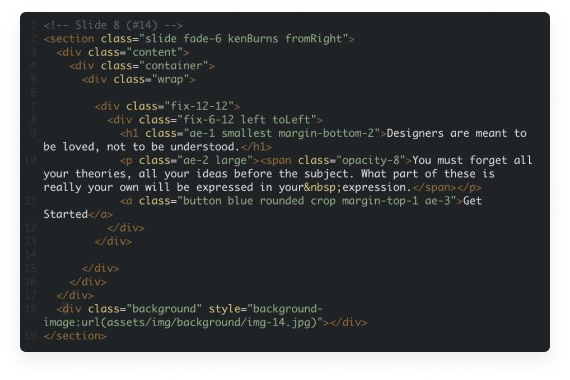 1 <!-- Slide 8 (#14) -->
2 <section class="slide fade-6 kenBurns fromRight">
3 <div class="content">
4 <div class="container">
5 <div class="wrap">
6
7 <div class="fix-12-12">
8 <div class="fix-6-12 left toLeft">
9 <h1 class="ae-1 smallest margin-bottom-2">Designers are meant to
be loved, not to be understood.</h1>
10 <p class="ae-2 large"><span class="opacity-8">You must forget all
your theories, all your ideas before the subject. What part of these is
really your own will be expressed in your&nbsp;expression.</span></p>
11 <a class="button blue rounded crop margin-top-1 ae-3">Get
Started</a>
12 </div>
13 </div>
14
15 </div>
16 </div>
17 </div>
18 <div class="background" style="background-
image:url(assets/img/background/img-14.jpg)"></div>
19 </section>